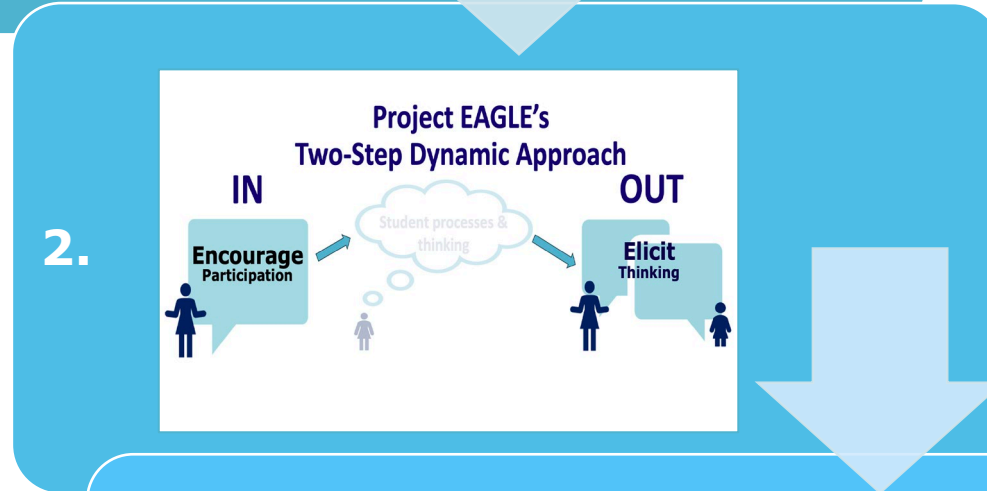 2.
Project EAGLE's
Two-Step Dynamic Approach
IN
OUT
Student processes &
thinking
Encourage
Participation
Elicit
Thinking